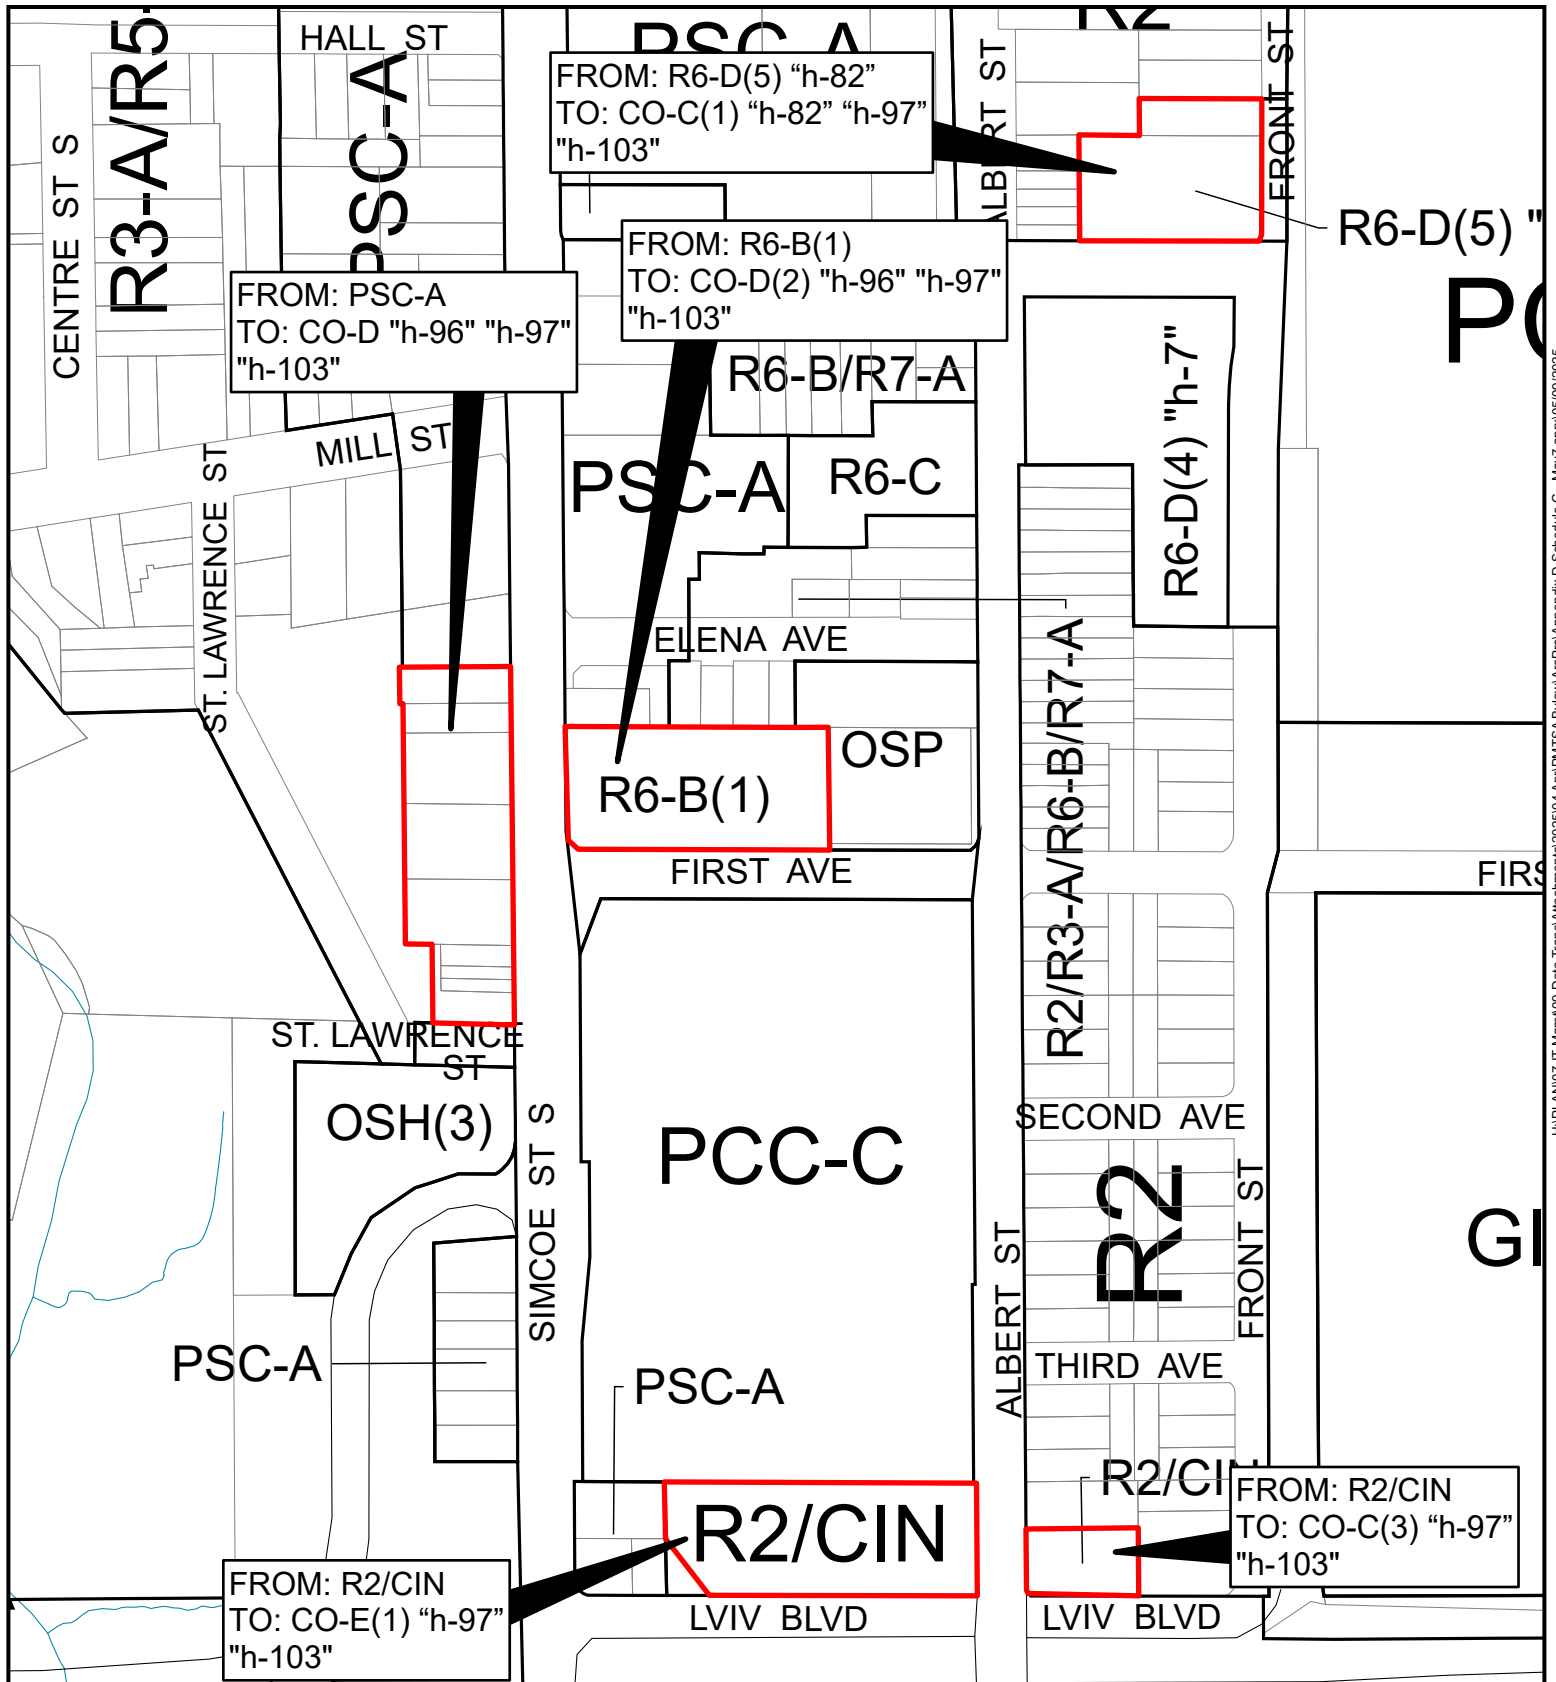 HALL ST
R3-A/R5-
PSC-A
PSC-A
R2
ALBERT ST
FRONT ST
CENTRE ST S
FROM: R6-D(5) “h-82”
TO: CO-C(1) “h-82” “h-97”
"h-103"
R6-D(5) "
FROM: R6-B(1)
TO: CO-D(2) "h-96" "h-97"
"h-103"
FROM: PSC-A
TO: CO-D "h-96" "h-97"
"h-103"
R6-B/R7-A
R6-D(4) "h-7"
MILL ST
PSC-A
R6-C
ST. LAWRENCE ST
ELENA AVE
R2/R3-A/R6-B/R7-A
OSP
R6-B(1)
FIRST AVE
ST. LAWRENCE
ST
OSH(3)
SIMCOE ST S
PCC-C
SECOND AVE
R2
FRONT ST
ALBERT ST
PSC-A
THIRD AVE
PSC-A
R2/CIN
R2/CIN
FROM: R2/CIN
TO: CO-C(3) “h-97”
"h-103"
FROM: R2/CIN
TO: CO-E(1) “h-97”
"h-103"
LVIV BLVD
LVIV BLVD